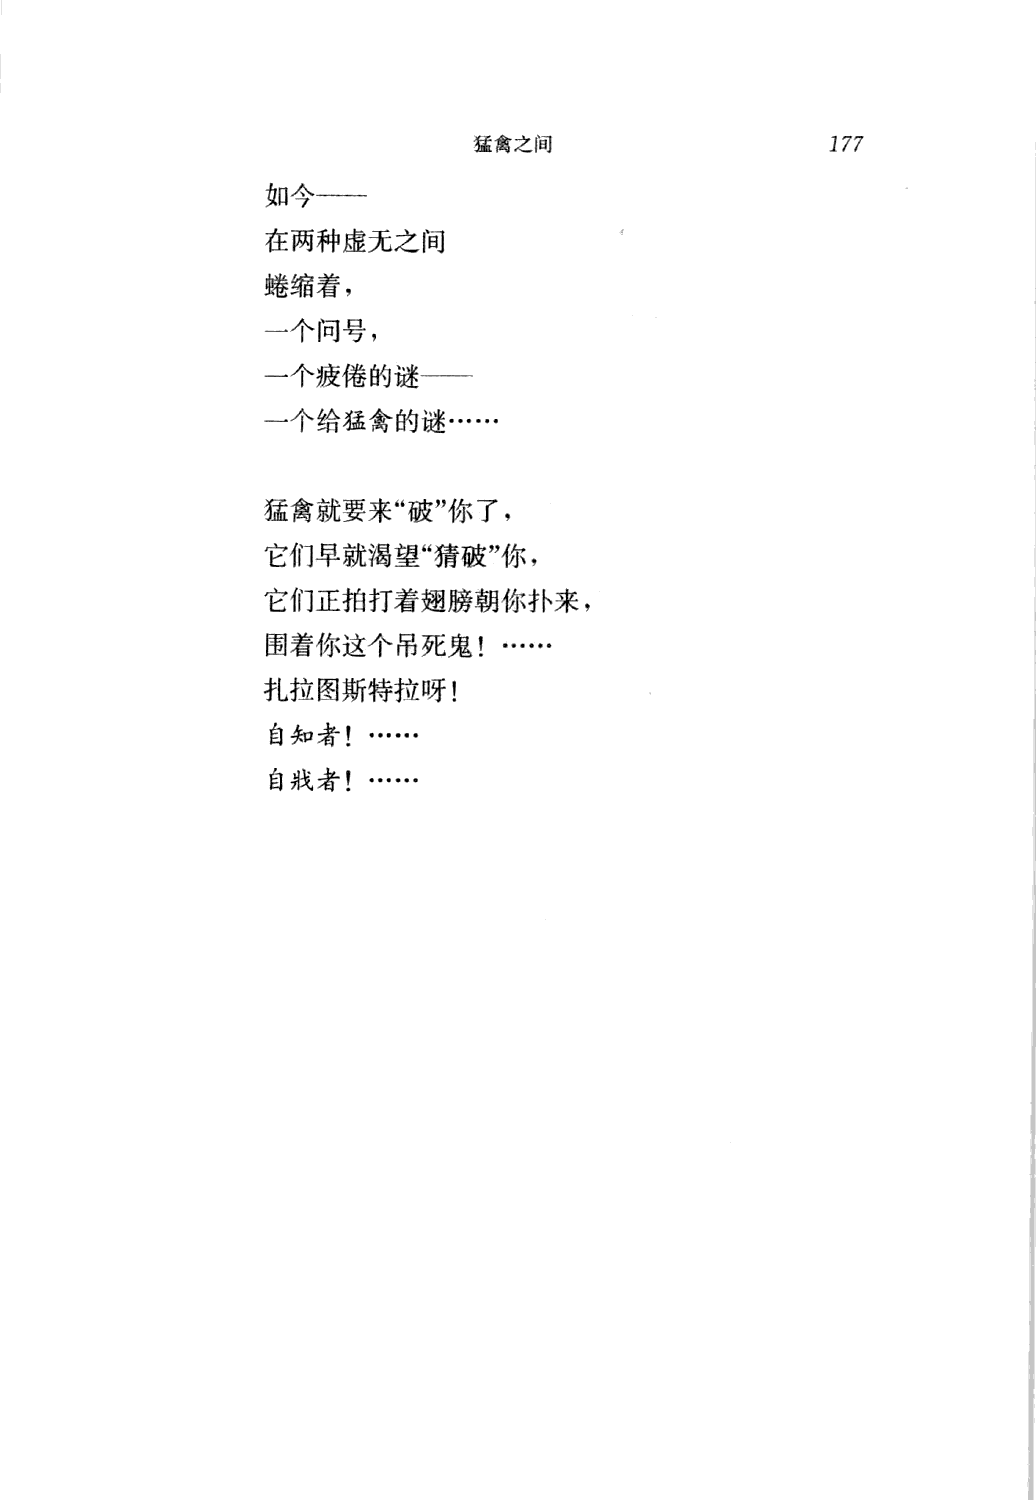 猛禽之间 177
如今——
在两种虚无之间
蜷缩着，
一个问号，
一个疲倦的谜——
一个给猛禽的谜……
猛禽就要来“破”你了，
它们早就渴望“猜破”你，
它们正拍打着翅膀朝你扑来，
围着你这个吊死鬼！……
扎拉图斯特拉呀！
自知者！……
自戕者！……